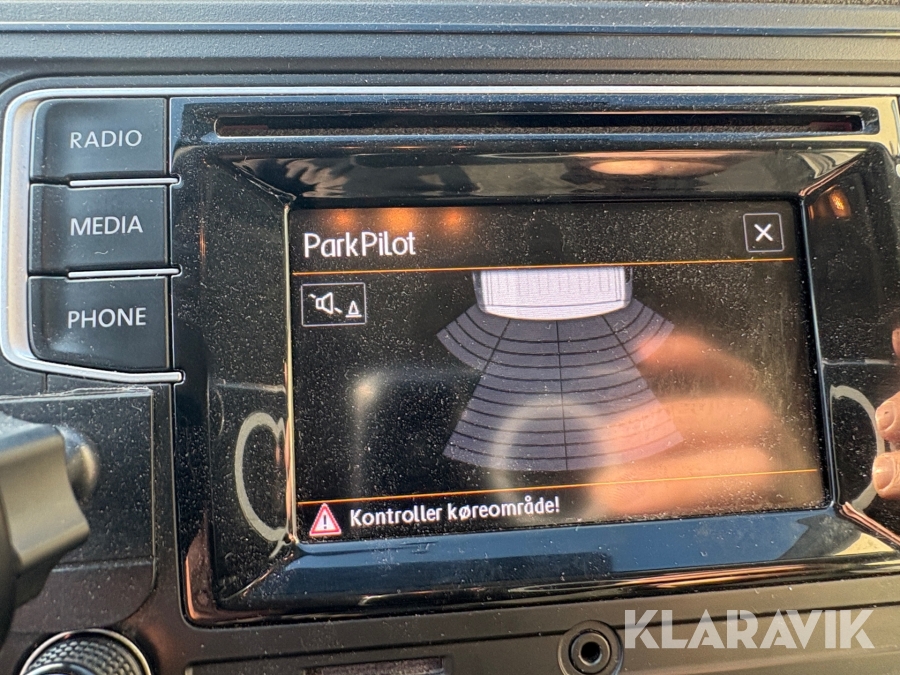 RADIO
MEDIA
PHONE
ParkPilot
Kontroller køreområde!
KLARAVIK